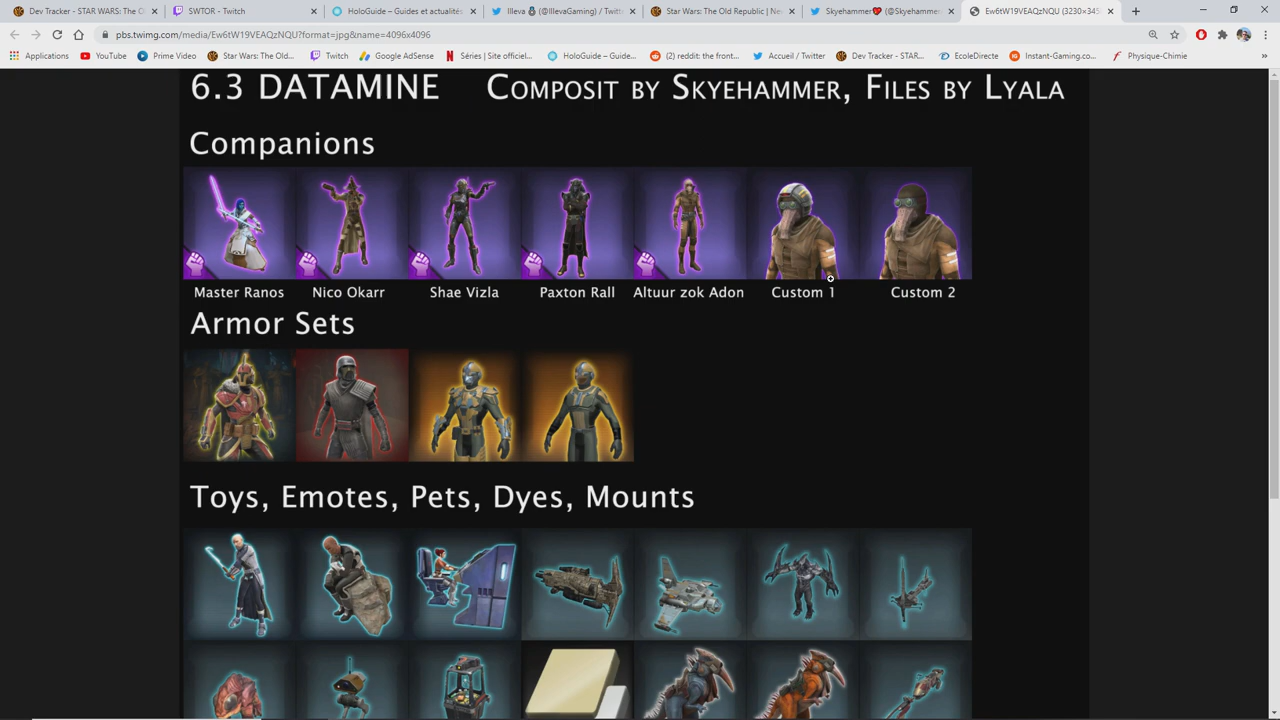 Dev Tracker - STAR WARS: The O
SWTOR - Twitch
HoloGuide – Guides et actualités
Illeva (@IllevaGaming) / Twitt
Star Wars: The Old Republic | Ne
Skyehammer❤ (@Skyehammer
Ew6tW19VEAQzNQU (3230×345
pbs.twimg.com/media/Ew6tW19VEAQzNQU?format=jpg&name=4096x4096
Applications
YouTube
Prime Video
Star Wars: The Old...
Twitch
Google AdSense
Séries | Site officiel...
HoloGuide – Guide...
(2) reddit: the front...
Accueil / Twitter
Dev Tracker - STAR...
EcoleDirecte
Instant-Gaming.co...
Physique-Chimie
6.3 DATAMINE Composit by Skyehammer, Files by Lyala
Companions
Master Ranos
Nico Okarr
Shae Vizla
Paxton Rall
Altuur zok Adon
Custom 1
Custom 2
Armor Sets
Toys, Emotes, Pets, Dyes, Mounts